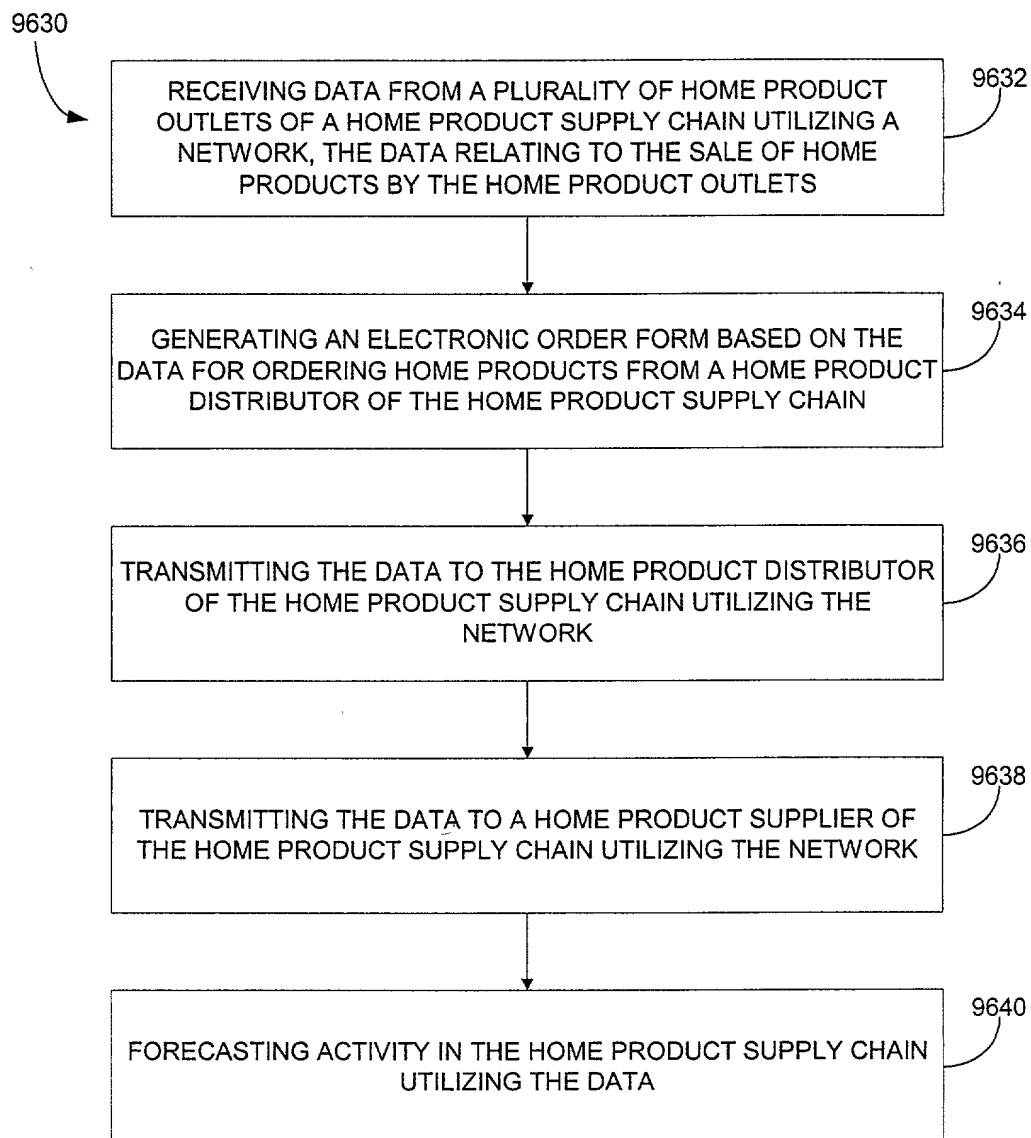 9630
RECEIVING DATA FROM A PLURALITY OF HOME PRODUCT
OUTLETS OF A HOME PRODUCT SUPPLY CHAIN UTILIZING A
NETWORK, THE DATA RELATING TO THE SALE OF HOME
PRODUCTS BY THE HOME PRODUCT OUTLETS
9632
GENERATING AN ELECTRONIC ORDER FORM BASED ON THE
DATA FOR ORDERING HOME PRODUCTS FROM A HOME PRODUCT
DISTRIBUTOR OF THE HOME PRODUCT SUPPLY CHAIN
9634
TRANSMITTING THE DATA TO THE HOME PRODUCT DISTRIBUTOR
OF THE HOME PRODUCT SUPPLY CHAIN UTILIZING THE
NETWORK
9636
TRANSMITTING THE DATA TO A HOME PRODUCT SUPPLIER OF
THE HOME PRODUCT SUPPLY CHAIN UTILIZING THE NETWORK
9638
FORECASTING ACTIVITY IN THE HOME PRODUCT SUPPLY CHAIN
UTILIZING THE DATA
9640